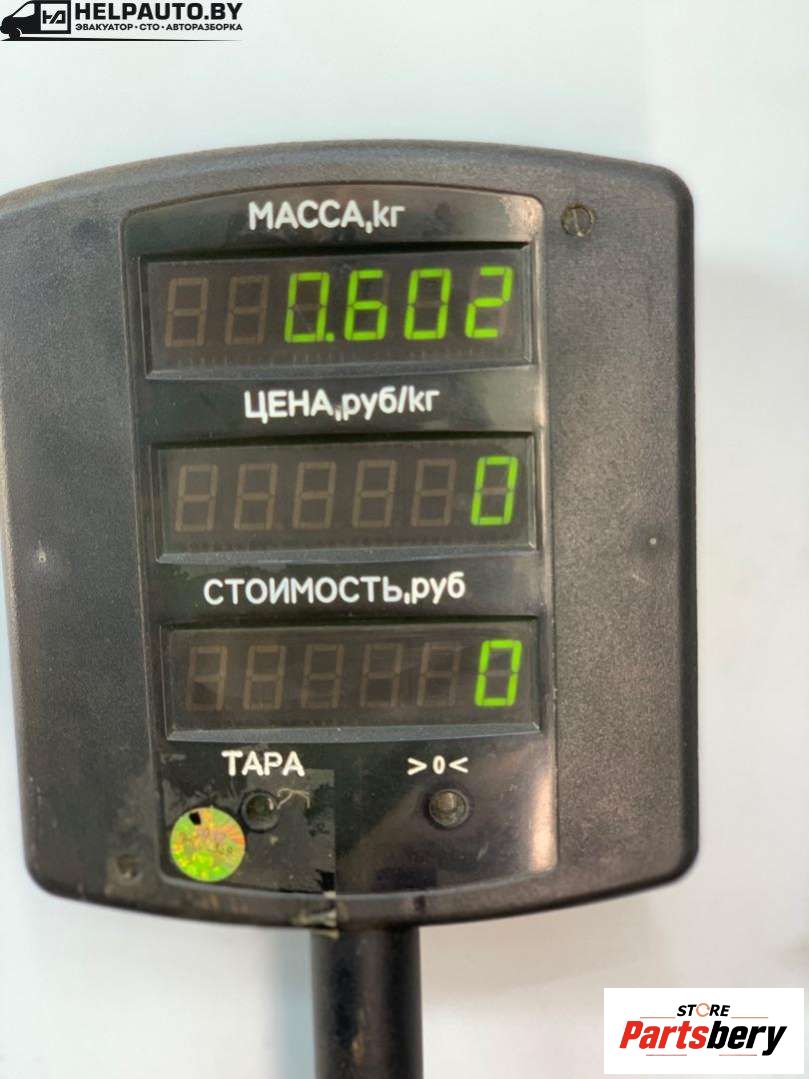 HELPAUTO.BY
ЭВАКУАТОР•СТО•АВТОРАЗБОРКА
МАССА,кг
0.602
ЦЕНА,руб/кг
0
СТОИМОСТЬ,руб
0
ТАРА >0<
STORE
Partsbery